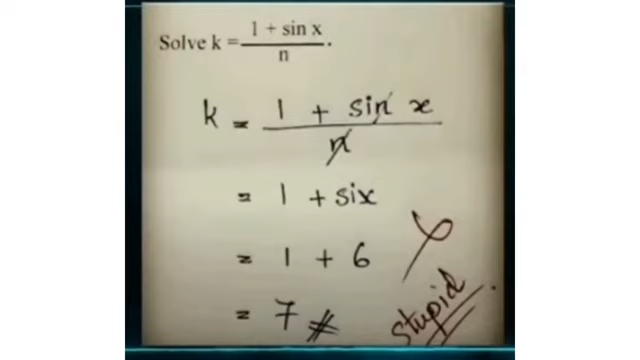 Solve k = 1 + sin x / n .
k = 1 + sin x / n
= 1 + six
= 1 + 6
= 7
stupid